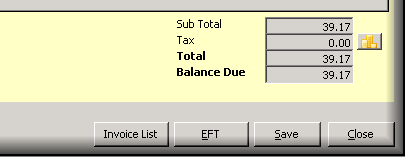 Sub Total 39.17
Tax 0.00
Total 39.17
Balance Due 39.17
Invoice List EFT Save Close